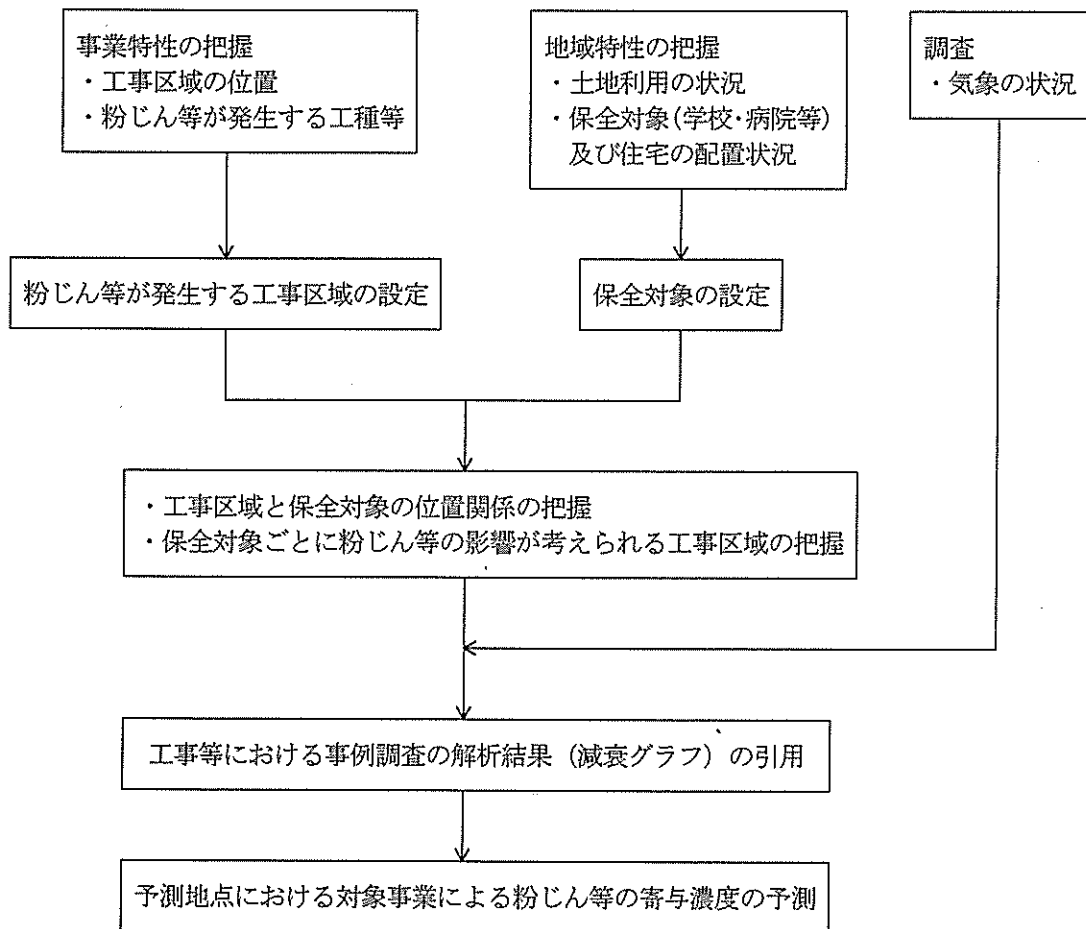 事業特性の把握
・工事区域の位置
・粉じん等が発生する工種等
地域特性の把握
・土地利用の状況
・保全対象(学校・病院等)
及び住宅の配置状況
調査
・気象の状況
粉じん等が発生する工事区域の設定
保全対象の設定
・工事区域と保全対象の位置関係の把握
・保全対象ごとに粉じん等の影響が考えられる工事区域の把握
工事等における事例調査の解析結果（減衰グラフ）の引用
予測地点における対象事業による粉じん等の寄与濃度の予測